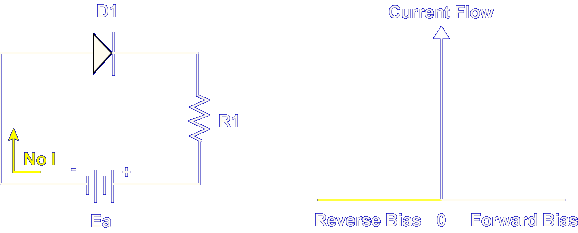 D1
Current Flow
R1
No I
- +
Ea
Reverse Bias 0 Forward Bias